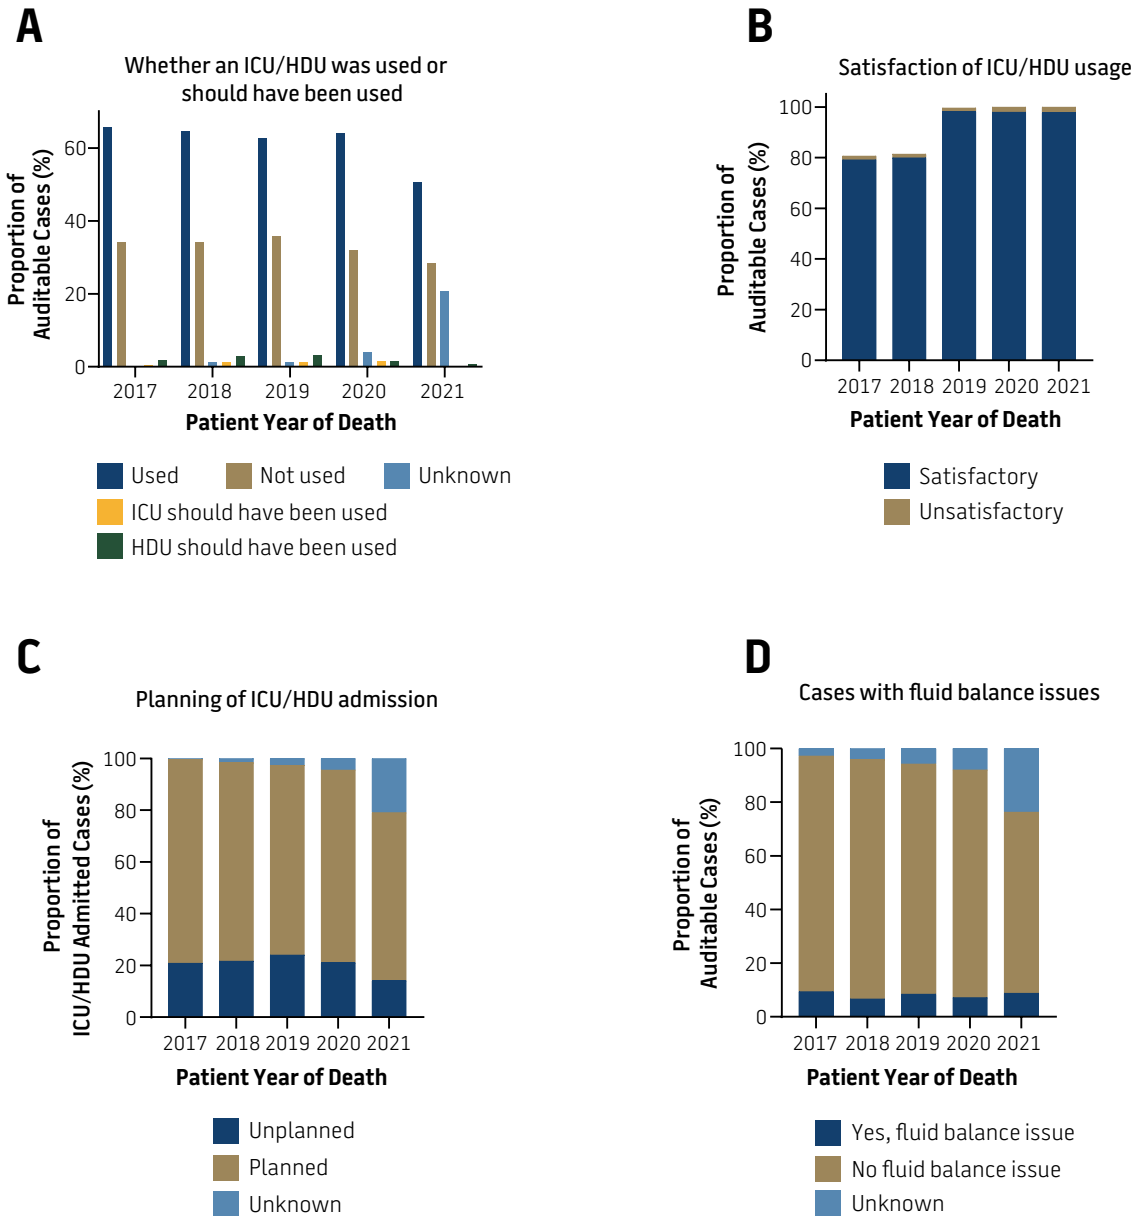 A
Whether an ICU/HDU was used or
should have been used
Proportion of
Auditable Cases (%)
60
40
20
0
2017 2018 2019 2020 2021
Patient Year of Death
Used Not used Unknown
ICU should have been used
HDU should have been used
B
Satisfaction of ICU/HDU usage
Proportion of
Auditable Cases (%)
100
80
60
40
20
0
2017 2018 2019 2020 2021
Patient Year of Death
Satisfactory
Unsatisfactory
C
Planning of ICU/HDU admission
Proportion of
ICU/HDU Admitted Cases (%)
100
80
60
40
20
0
2017 2018 2019 2020 2021
Patient Year of Death
Unplanned
Planned
Unknown
D
Cases with fluid balance issues
Proportion of
Auditable Cases (%)
100
80
60
40
20
0
2017 2018 2019 2020 2021
Patient Year of Death
Yes, fluid balance issue
No fluid balance issue
Unknown